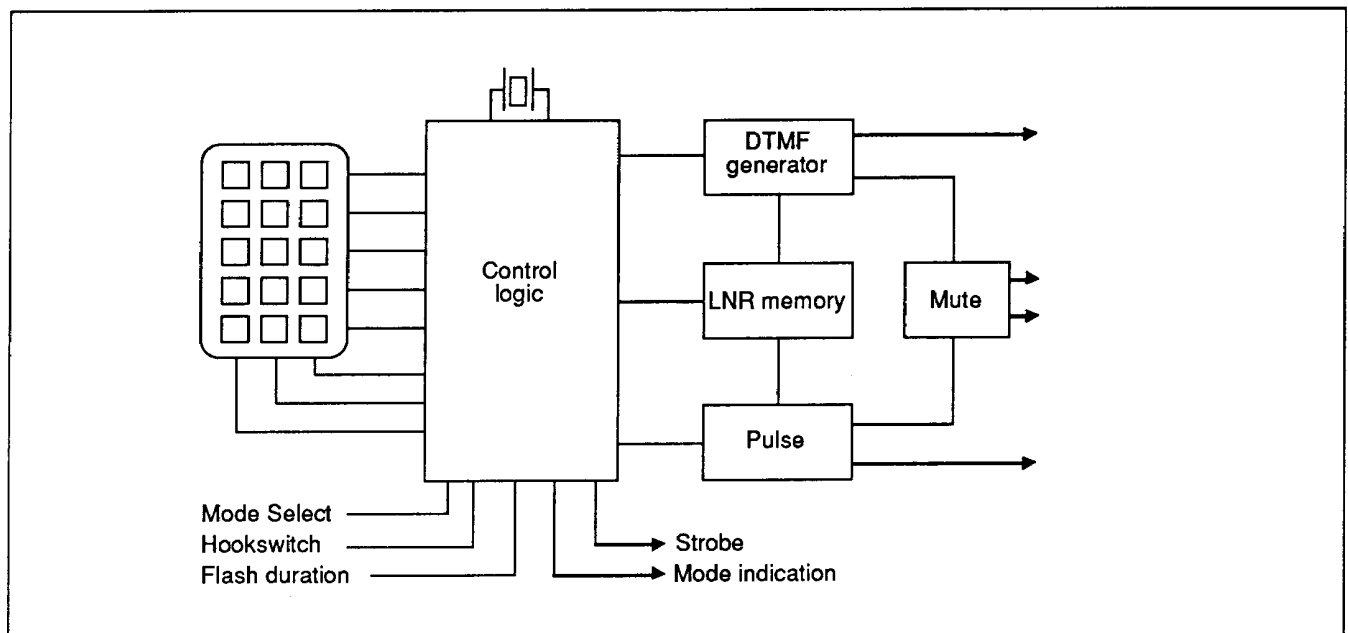 DTMF
generator
Control
logic
LNR memory
Mute
Pulse
Mode Select
Hookswitch
Flash duration
Strobe
Mode indication